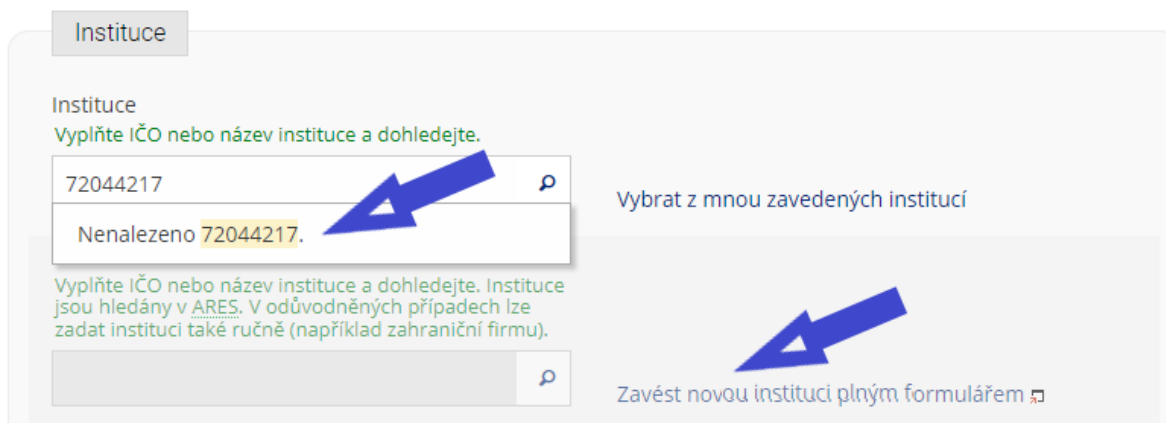 Instituce
Instituce
Vyplňte IČO nebo název instituce a dohledejte.
72044217
Vybrat z mnou zavedených institucí
Nenalezeno 72044217.
Vyplňte IČO nebo název instituce a dohledejte. Instituce
jsou hledány v ARES. V odůvodněných případech lze
zadat instituci také ručně (například zahraniční firmu).
Zavést novou instituci plným formulářem